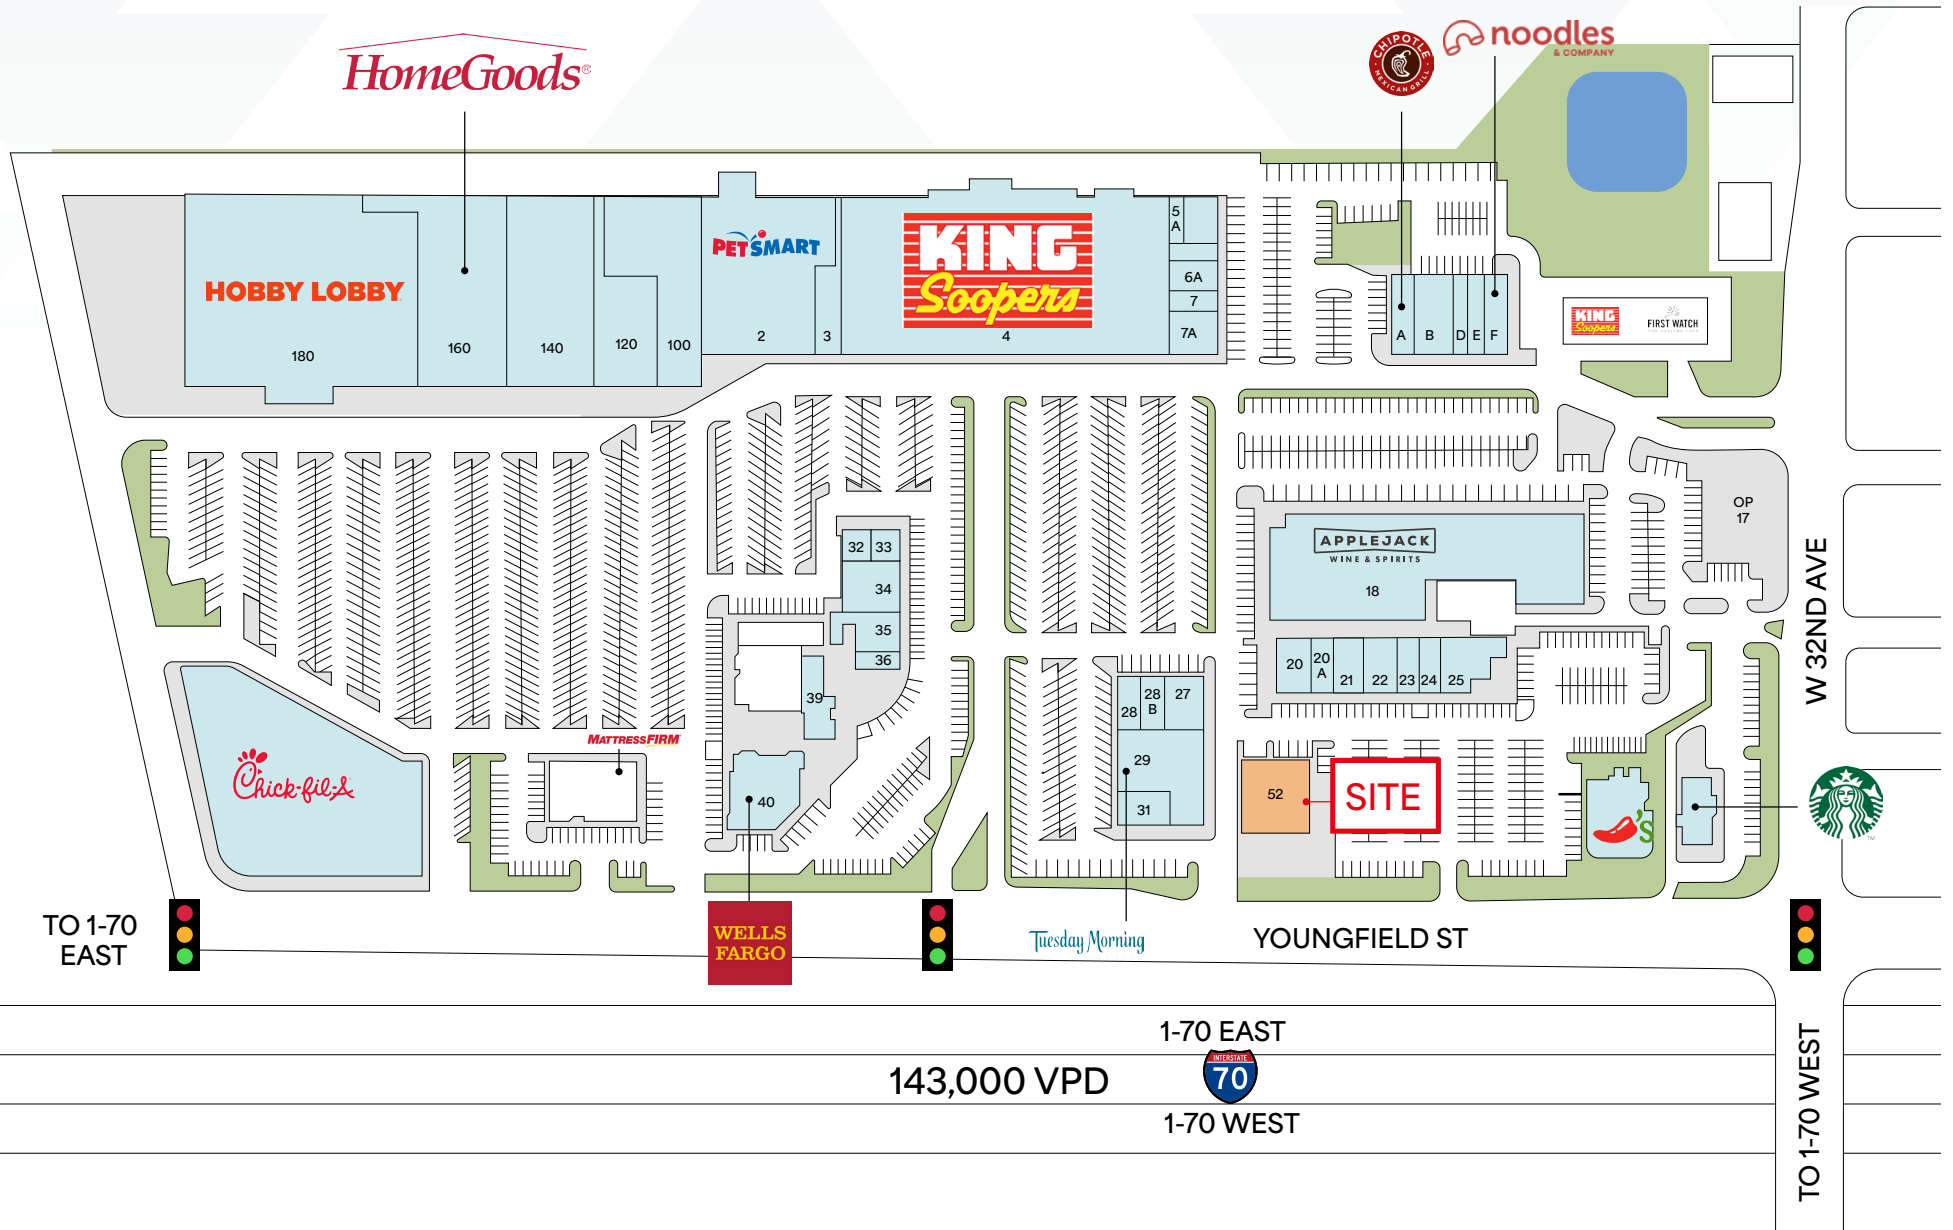 HomeGoods®
CHIPOTLE
MEXICAN GRILL
noodles
& COMPANY
HOBBY LOBBY
PETSMART
KING
Soopers
5
A
6A
7
7A
180
160
140
120
100
2
3
4
A
B
D
E
F
KING
Soopers
FIRST WATCH
OP
17
APPLEJACK
WINE & SPIRITS
18
32
33
34
35
36
39
40
20
20
A
21
22
23
24
25
28
28
B
27
29
31
52
SITE
MATTRESSFIRM
Chick-fil-A
'S
TM
W 32ND AVE
TO 1-70
EAST
WELLS
FARGO
Tuesday Morning
YOUNGFIELD ST
1-70 EAST
143,000 VPD
INTERSTATE
70
1-70 WEST
TO 1-70 WEST